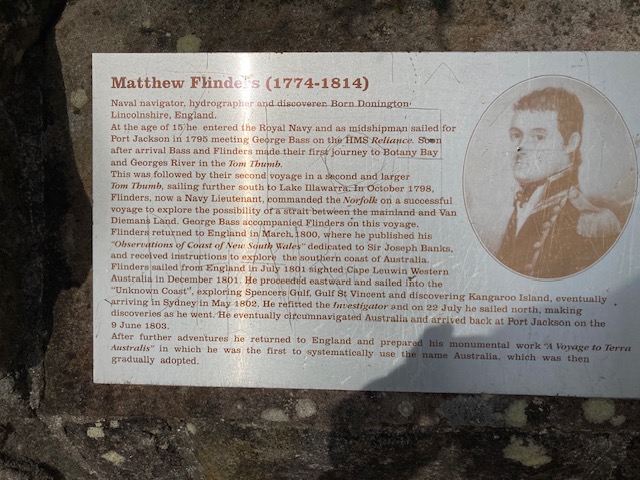 Matthew Flinders (1774-1814)
Naval navigator, hydrographer and discoverer. Born Donington
Lincolnshire, England.
At the age of 15 he entered the Royal Navy and as midshipman sailed for
Port Jackson in 1795 meeting George Bass on the HMS Reliance. Soon
after arrival Bass and Flinders made their first journey to Botany Bay
and Georges River in the Tom Thumb.
This was followed by their second voyage in a second and larger
Tom Thumb, sailing further south to Lake Illawarra. In October 1798,
Flinders, now a Navy Lieutenant, commanded the Norfolk on a successful
voyage to explore the possibility of a strait between the mainland and Van
Diemans Land. George Bass accompanied Flinders on this voyage.
Flinders returned to England in March 1800, where he published his
"Observations of Coast of New South Wales" dedicated to Sir Joseph Banks,
and received instructions to explore the southern coast of Australia.
Flinders sailed from England in July 1801 sighted Cape Leuwin Western
Australia in December 1801. He proceeded eastward and sailed into the
"Unknown Coast", exploring Spencers Gulf, Gulf St Vincent and discovering Kangaroo Island, eventually
arriving in Sydney in May 1802. He refitted the Investigator and on 22 July he sailed north, making
discoveries as he went. He eventually circumnavigated Australia and arrived back at Port Jackson on the
9 June 1803.
After further adventures he returned to England and prepared his monumental work "A Voyage to Terra
Australis" in which he was the first to systematically use the name Australia, which was then
gradually adopted.